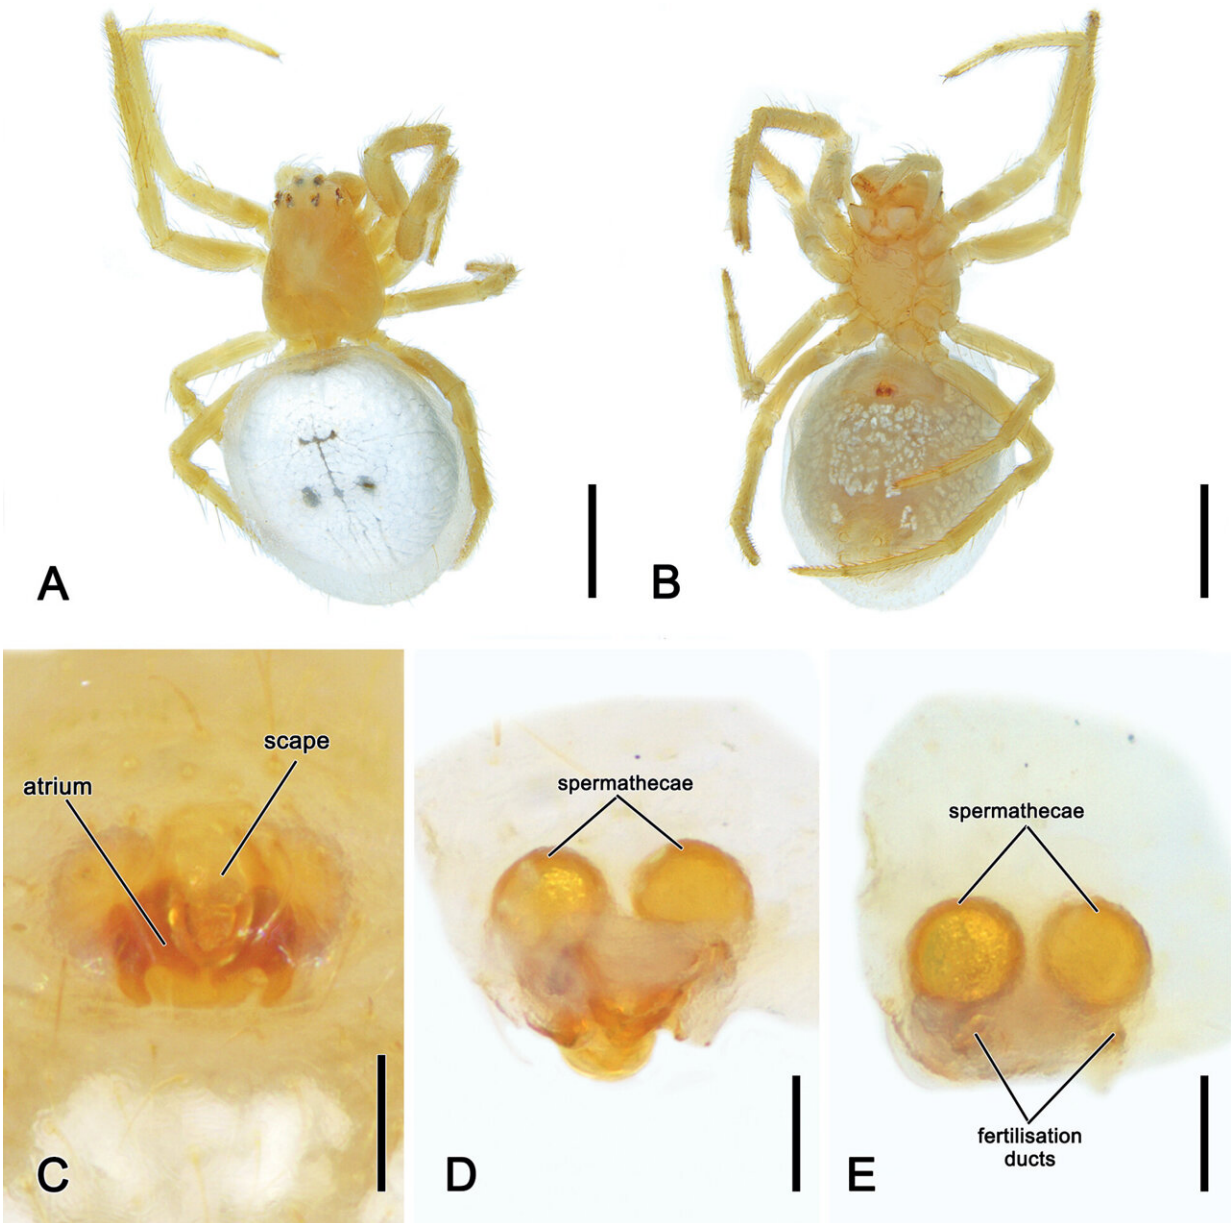 A
B
scape
atrium
C
spermathecae
D
spermathecae
fertilisation
ducts
E